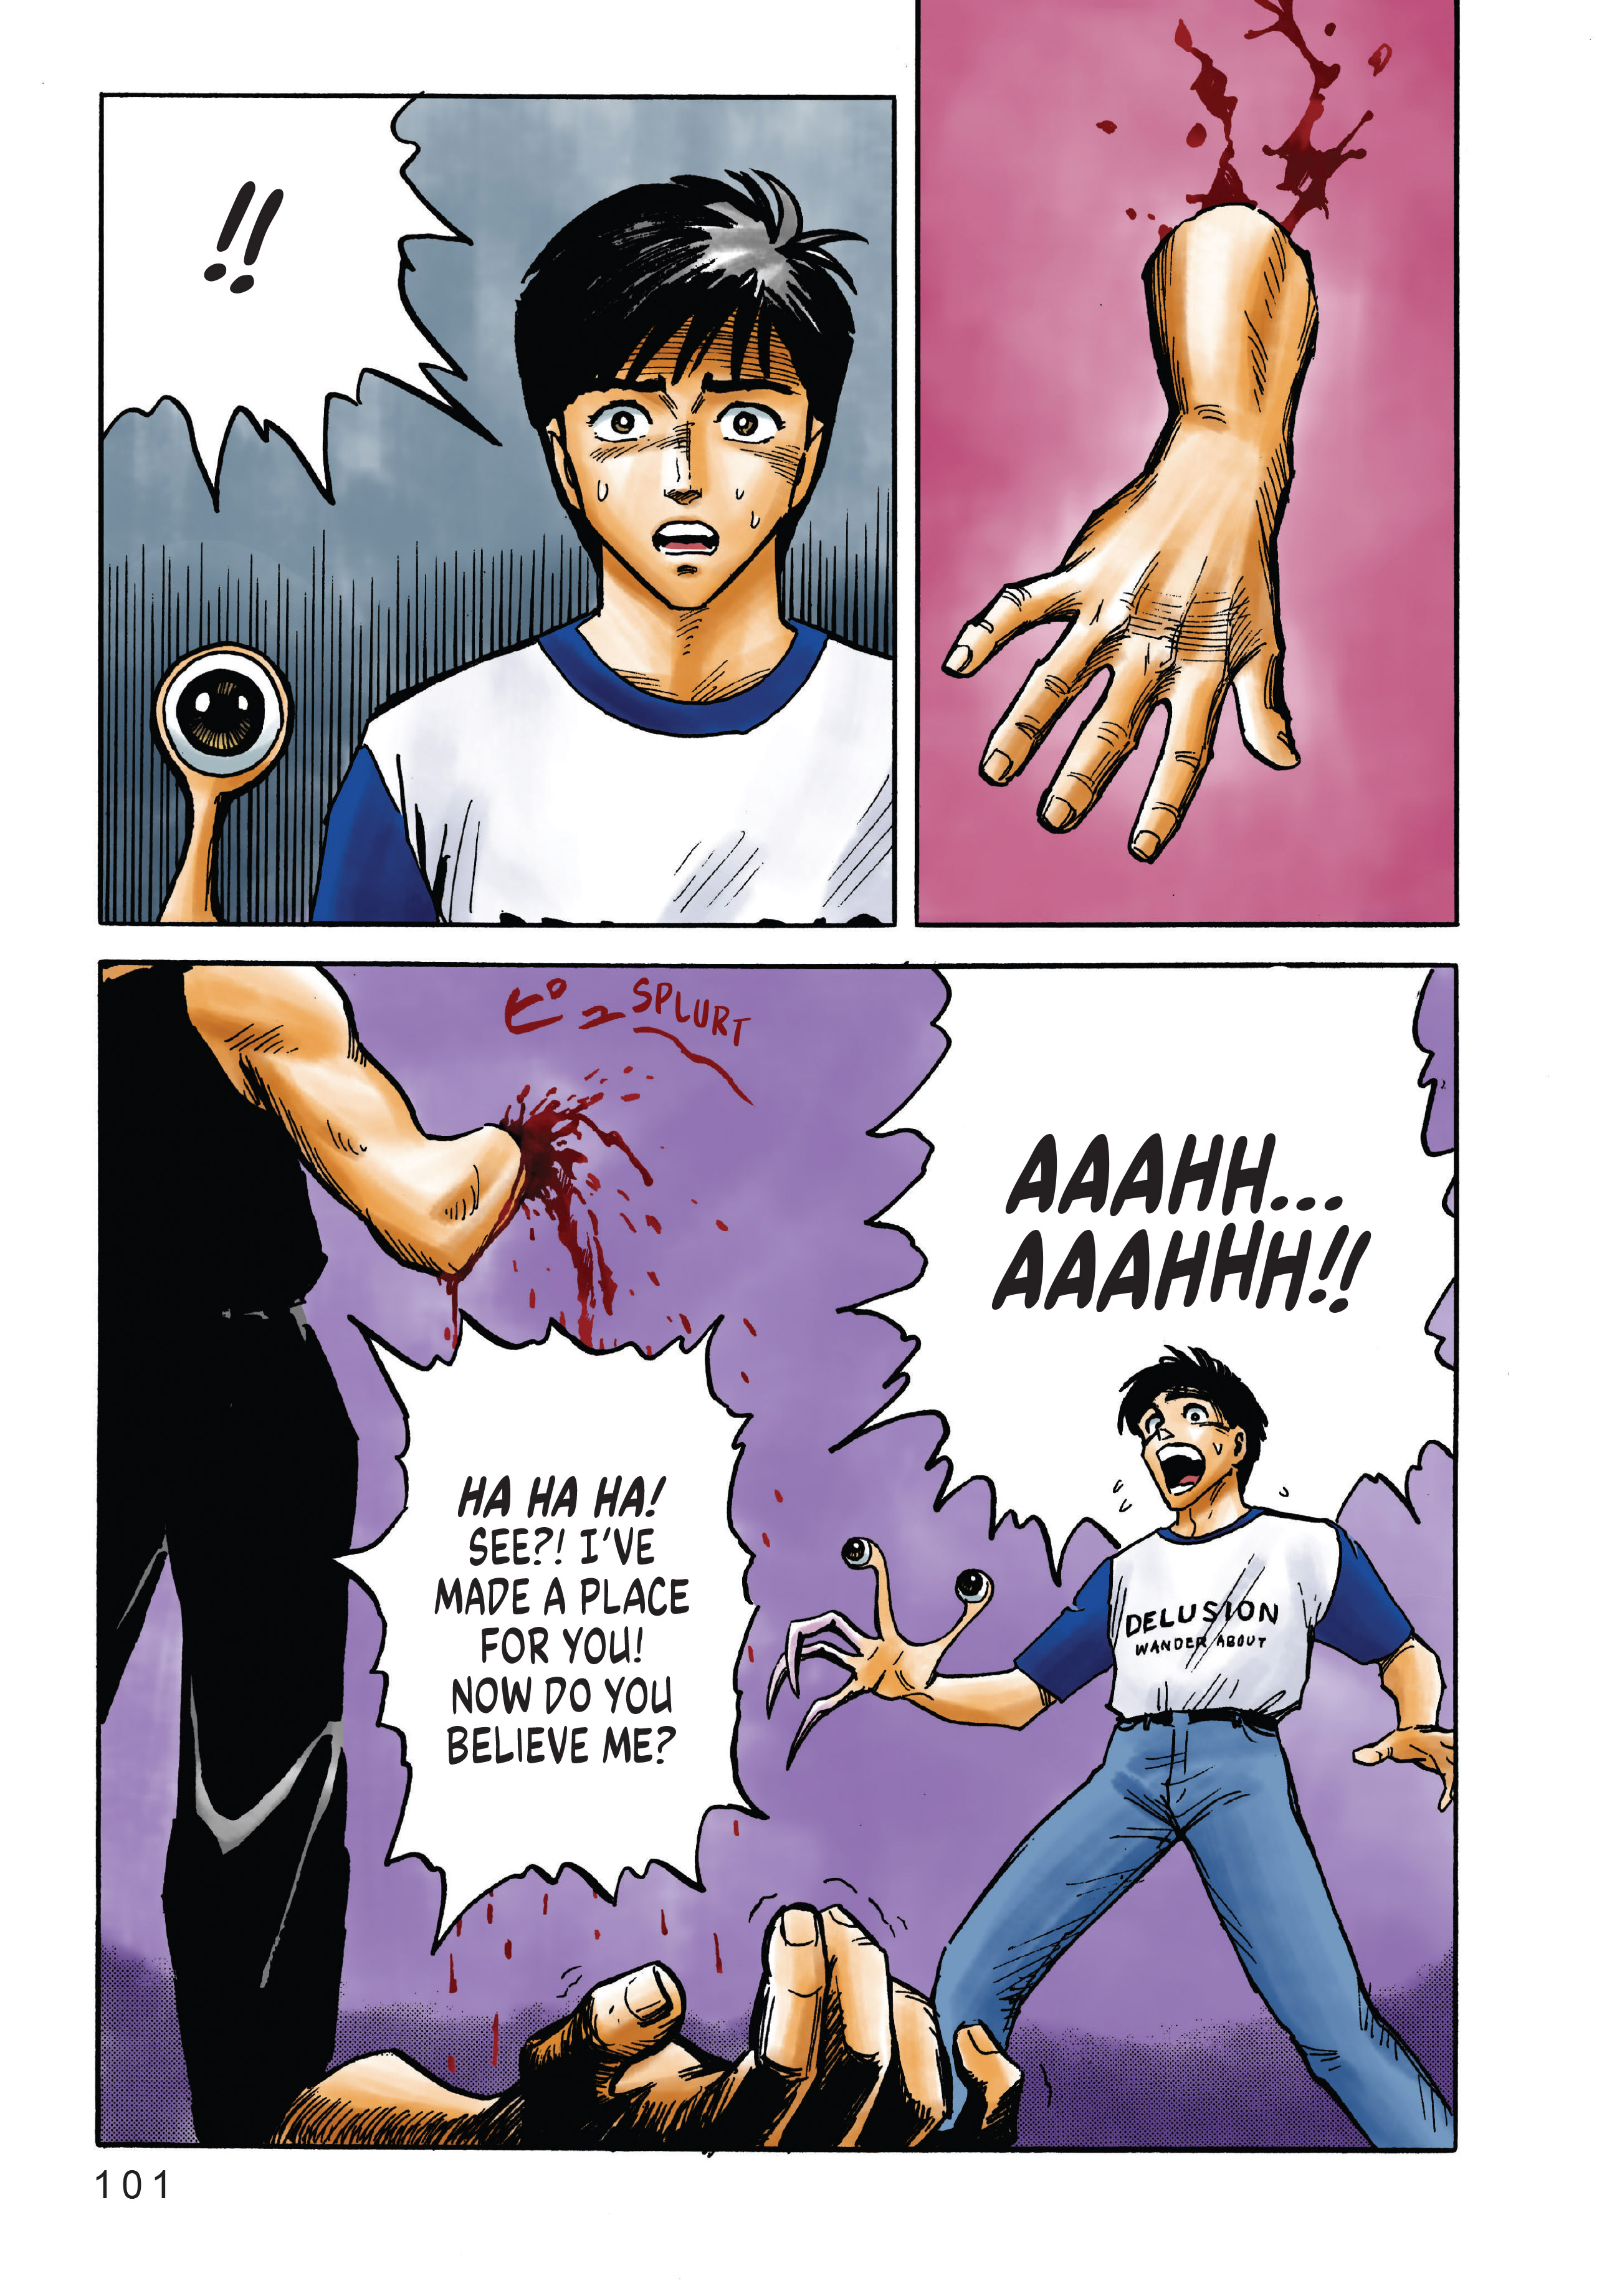 !!
ピュ
SPLURT
AAAHH...
AAAHHH!!
HA HA HA!
SEE?! I'VE
MADE A PLACE
FOR YOU!
NOW DO YOU
BELIEVE ME?
DELUSION
WANDER ABOUT
101